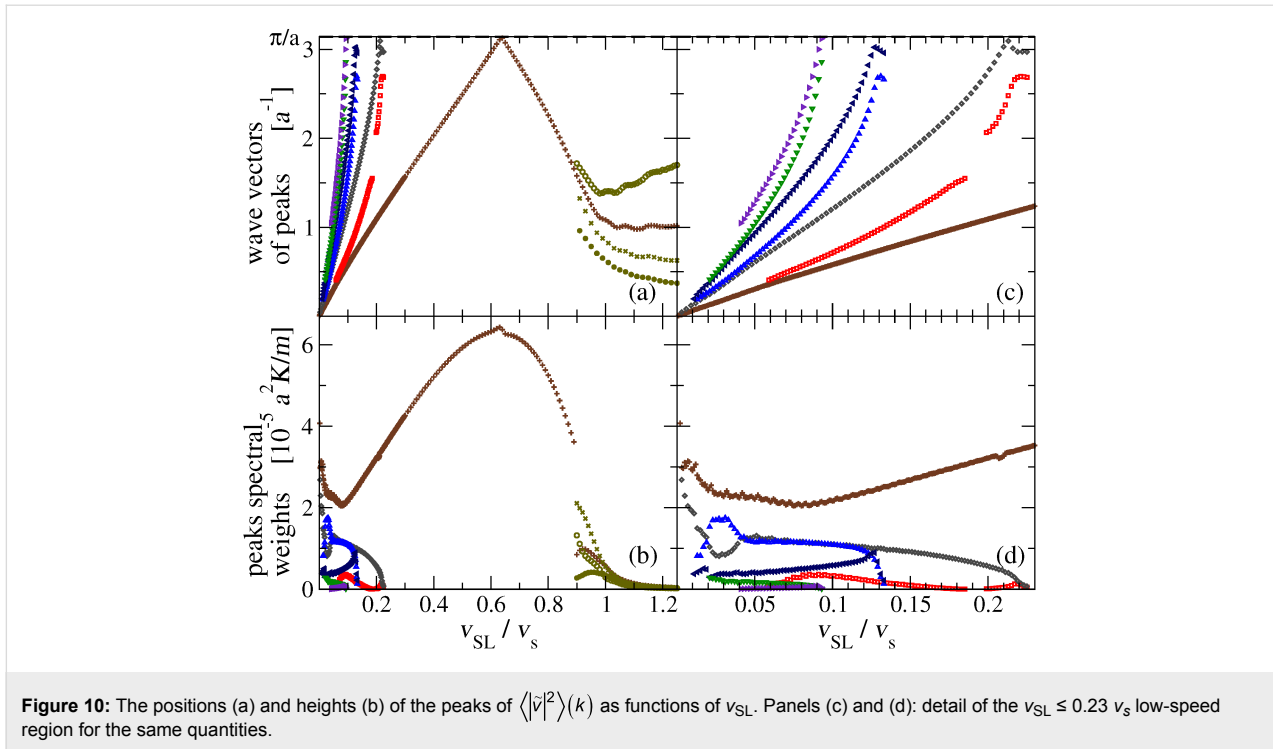 π/a
3
2
1
wave vectors
of peaks [a⁻¹]
(a)
(c)
6
4
2
0
peaks spectral
weights [10⁻⁵ a²K/m]
(b)
(d)
0.2 0.4 0.6 0.8 1 1.2
0.05 0.1 0.15 0.2
v_SL / v_s
v_SL / v_s
Figure 10: The positions (a) and heights (b) of the peaks of ⟨|ṽ|²⟩(k) as functions of v_SL. Panels (c) and (d): detail of the v_SL ≤ 0.23 v_s low-speed
region for the same quantities.